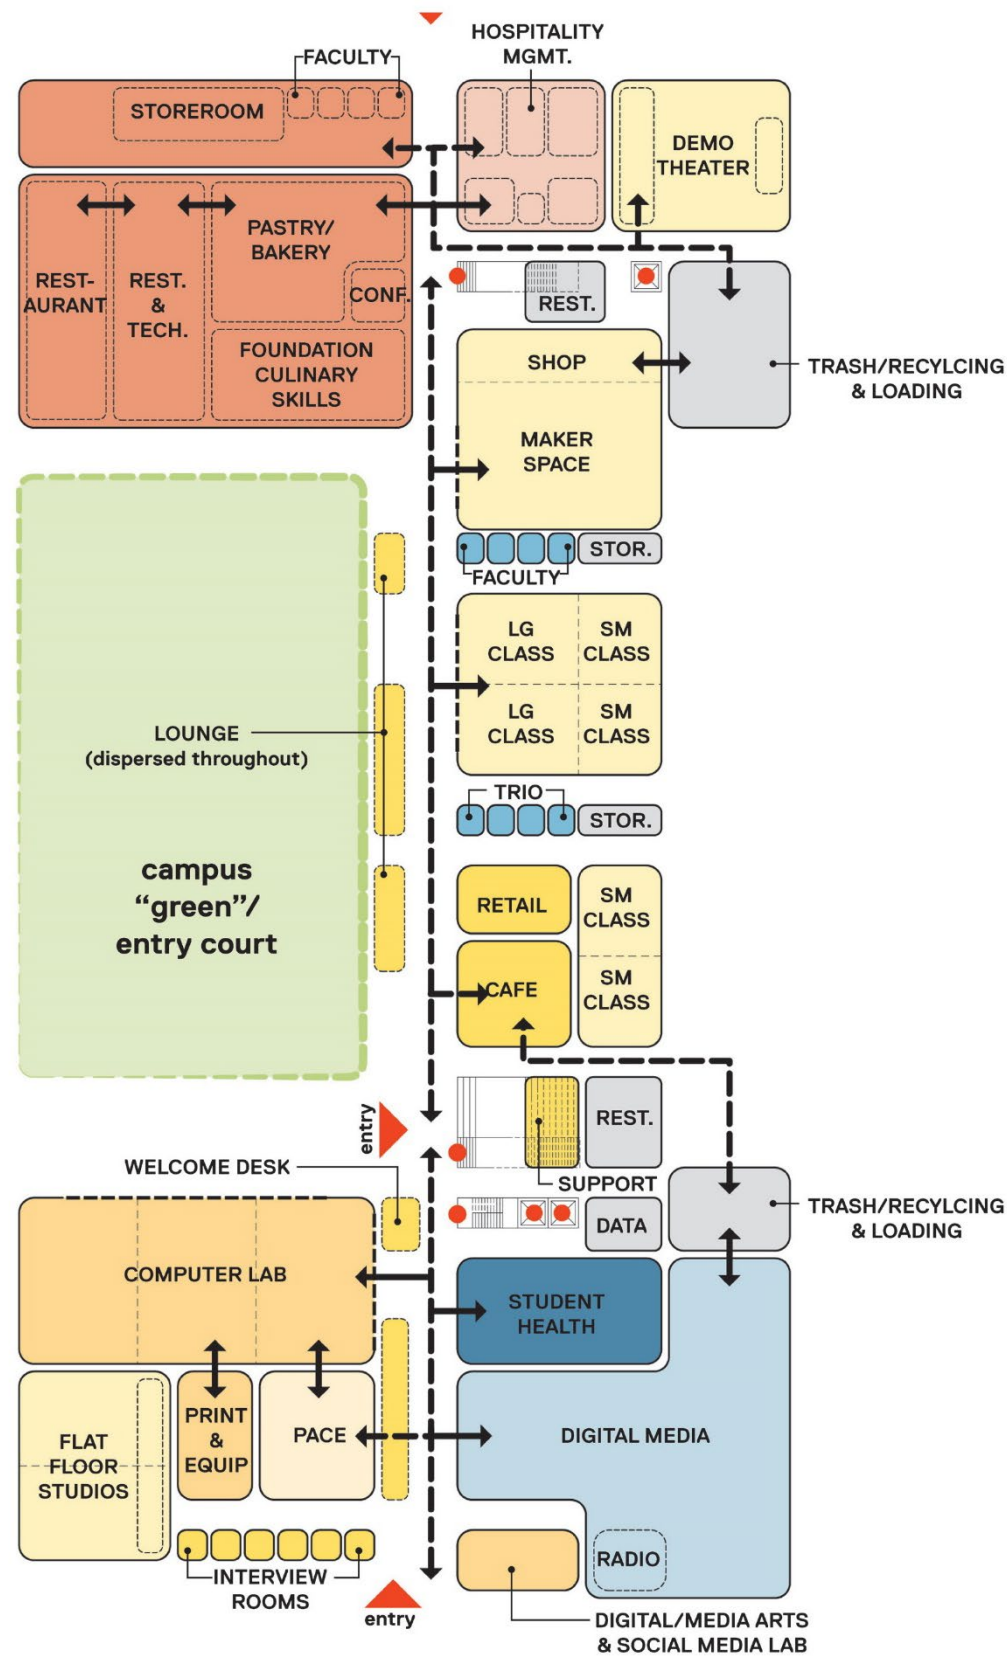 FACULTY
HOSPITALITY
MGMT.
STOREROOM
DEMO
THEATER
REST-
AURANT
REST.
&
TECH.
PASTRY/
BAKERY
CONF.
FOUNDATION
CULINARY
SKILLS
REST.
SHOP
MAKER
SPACE
TRASH/RECYLCING
& LOADING
STOR.
FACULTY
LG
CLASS
SM
CLASS
LG
CLASS
SM
CLASS
LOUNGE
(dispersed throughout)
TRIO
STOR.
campus
“green”/
entry court
RETAIL
SM
CLASS
CAFE
SM
CLASS
entry
REST.
WELCOME DESK
SUPPORT
DATA
TRASH/RECYLCING
& LOADING
COMPUTER LAB
STUDENT
HEALTH
FLAT
FLOOR
STUDIOS
PRINT
&
EQUIP
PACE
DIGITAL MEDIA
RADIO
INTERVIEW
ROOMS
entry
DIGITAL/MEDIA ARTS
& SOCIAL MEDIA LAB